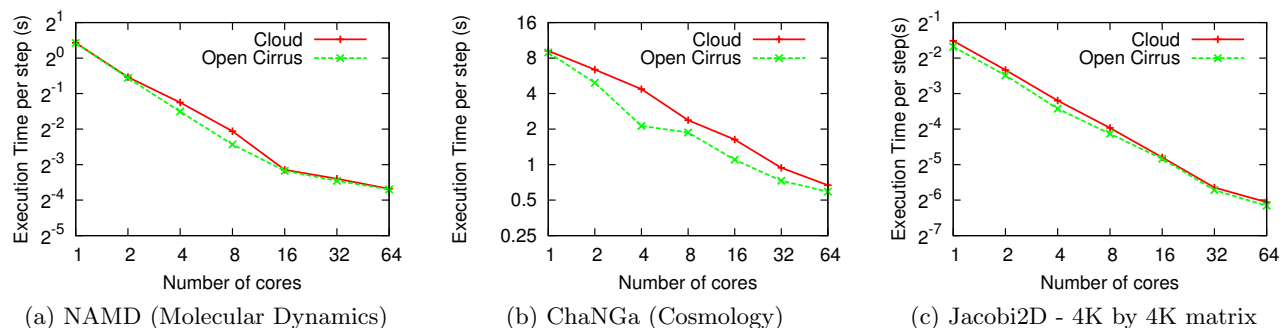 Execution Time per step (s)
2^1
2^0
2^-1
2^-2
2^-3
2^-4
2^-5
Cloud
Open Cirrus
1 2 4 8 16 32 64
Number of cores
(a) NAMD (Molecular Dynamics)
Execution Time per step (s)
16
8
4
2
1
0.5
0.25
Cloud
Open Cirrus
1 2 4 8 16 32 64
Number of cores
(b) ChaNGa (Cosmology)
Execution Time per step(s)
2^-1
2^-2
2^-3
2^-4
2^-5
2^-6
2^-7
Cloud
Open Cirrus
1 2 4 8 16 32 64
Number of cores
(c) Jacobi2D - 4K by 4K matrix